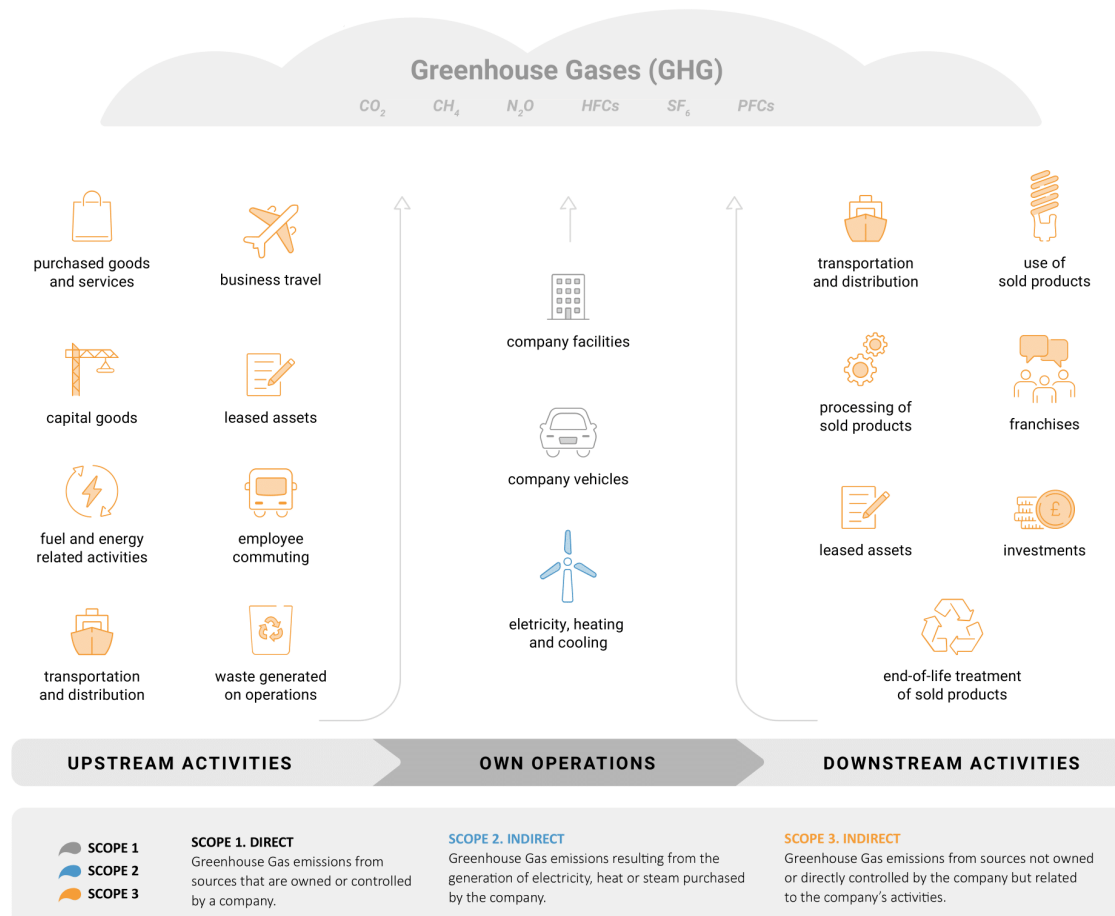 Greenhouse Gases (GHG)
CO₂ CH₄ N₂O HFCs SF₆ PFCs
purchased goods
and services
business travel
capital goods
leased assets
fuel and energy
related activities
employee
commuting
transportation
and distribution
waste generated
on operations
company facilities
company vehicles
eletricity, heating
and cooling
transportation
and distribution
use of
sold products
processing of
sold products
franchises
leased assets
£
investments
end-of-life treatment
of sold products
UPSTREAM ACTIVITIES
OWN OPERATIONS
DOWNSTREAM ACTIVITIES
SCOPE 1
SCOPE 2
SCOPE 3
SCOPE 1. DIRECT
Greenhouse Gas emissions from
sources that are owned or controlled
by a company.
SCOPE 2. INDIRECT
Greenhouse Gas emissions resulting from the
generation of electricity, heat or steam purchased
by the company.
SCOPE 3. INDIRECT
Greenhouse Gas emissions from sources not owned
or directly controlled by the company but related
to the company's activities.